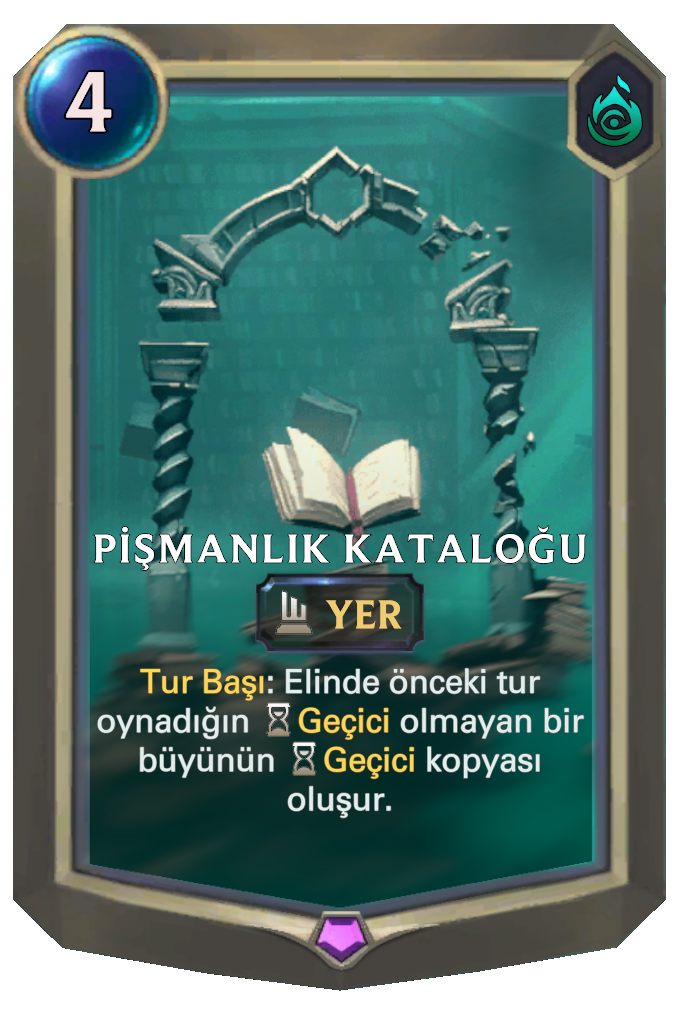 4
PİŞMANLIK KATALOĞU
YER
Tur Başı: Elinde önceki tur
oynadığın Geçici olmayan bir
büyünün Geçici kopyası
oluşur.